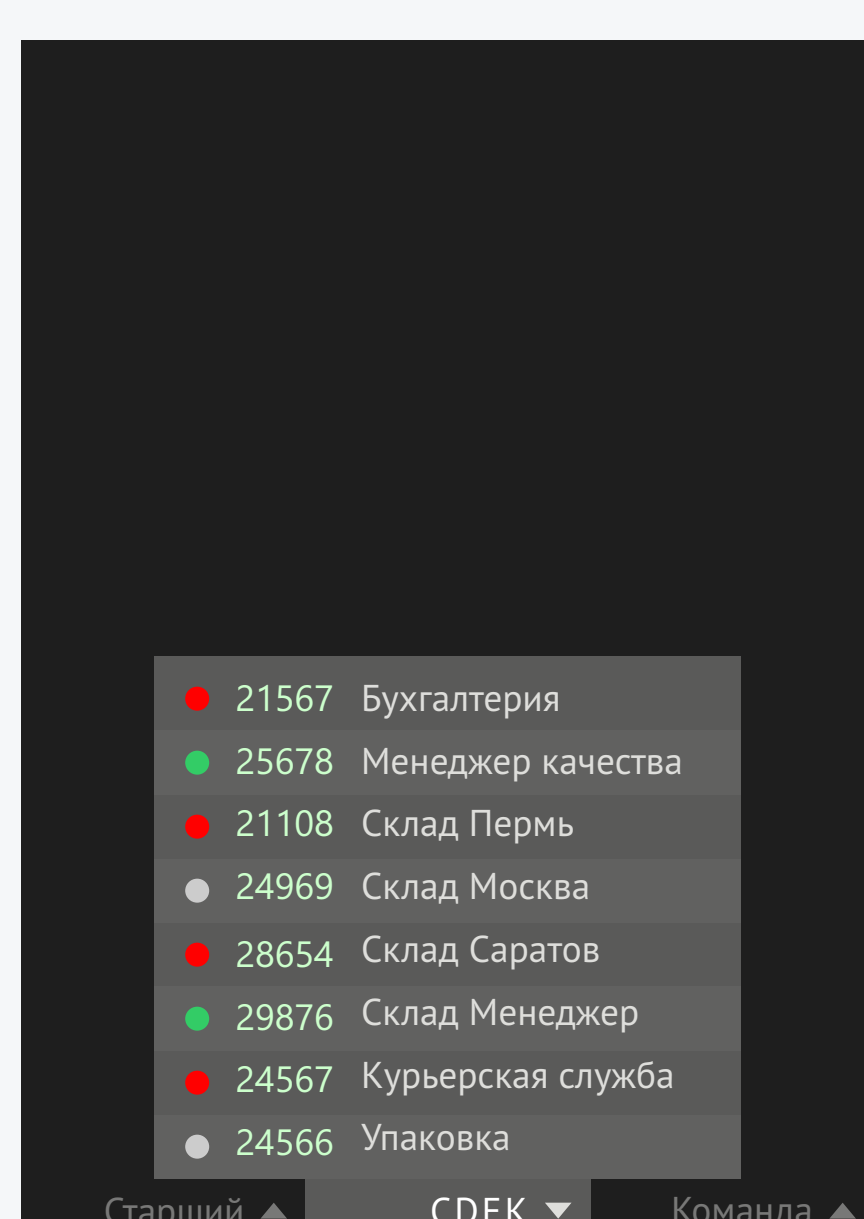 21567 Бухгалтерия
25678 Менеджер качества
21108 Склад Пермь
24969 Склад Москва
28654 Склад Саратов
29876 Склад Менеджер
24567 Курьерская служба
24566 Упаковка
Старший CDEK Команда